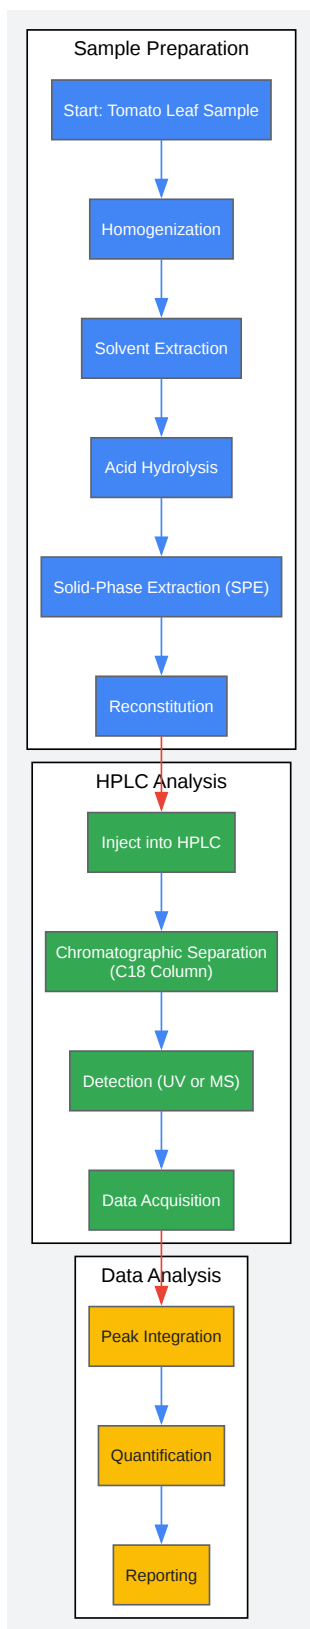 Sample Preparation
Start: Tomato Leaf Sample
Homogenization
Solvent Extraction
Acid Hydrolysis
Solid-Phase Extraction (SPE)
Reconstitution
HPLC Analysis
Inject into HPLC
Chromatographic Separation
(C18 Column)
Detection (UV or MS)
Data Acquisition
Data Analysis
Peak Integration
Quantification
Reporting